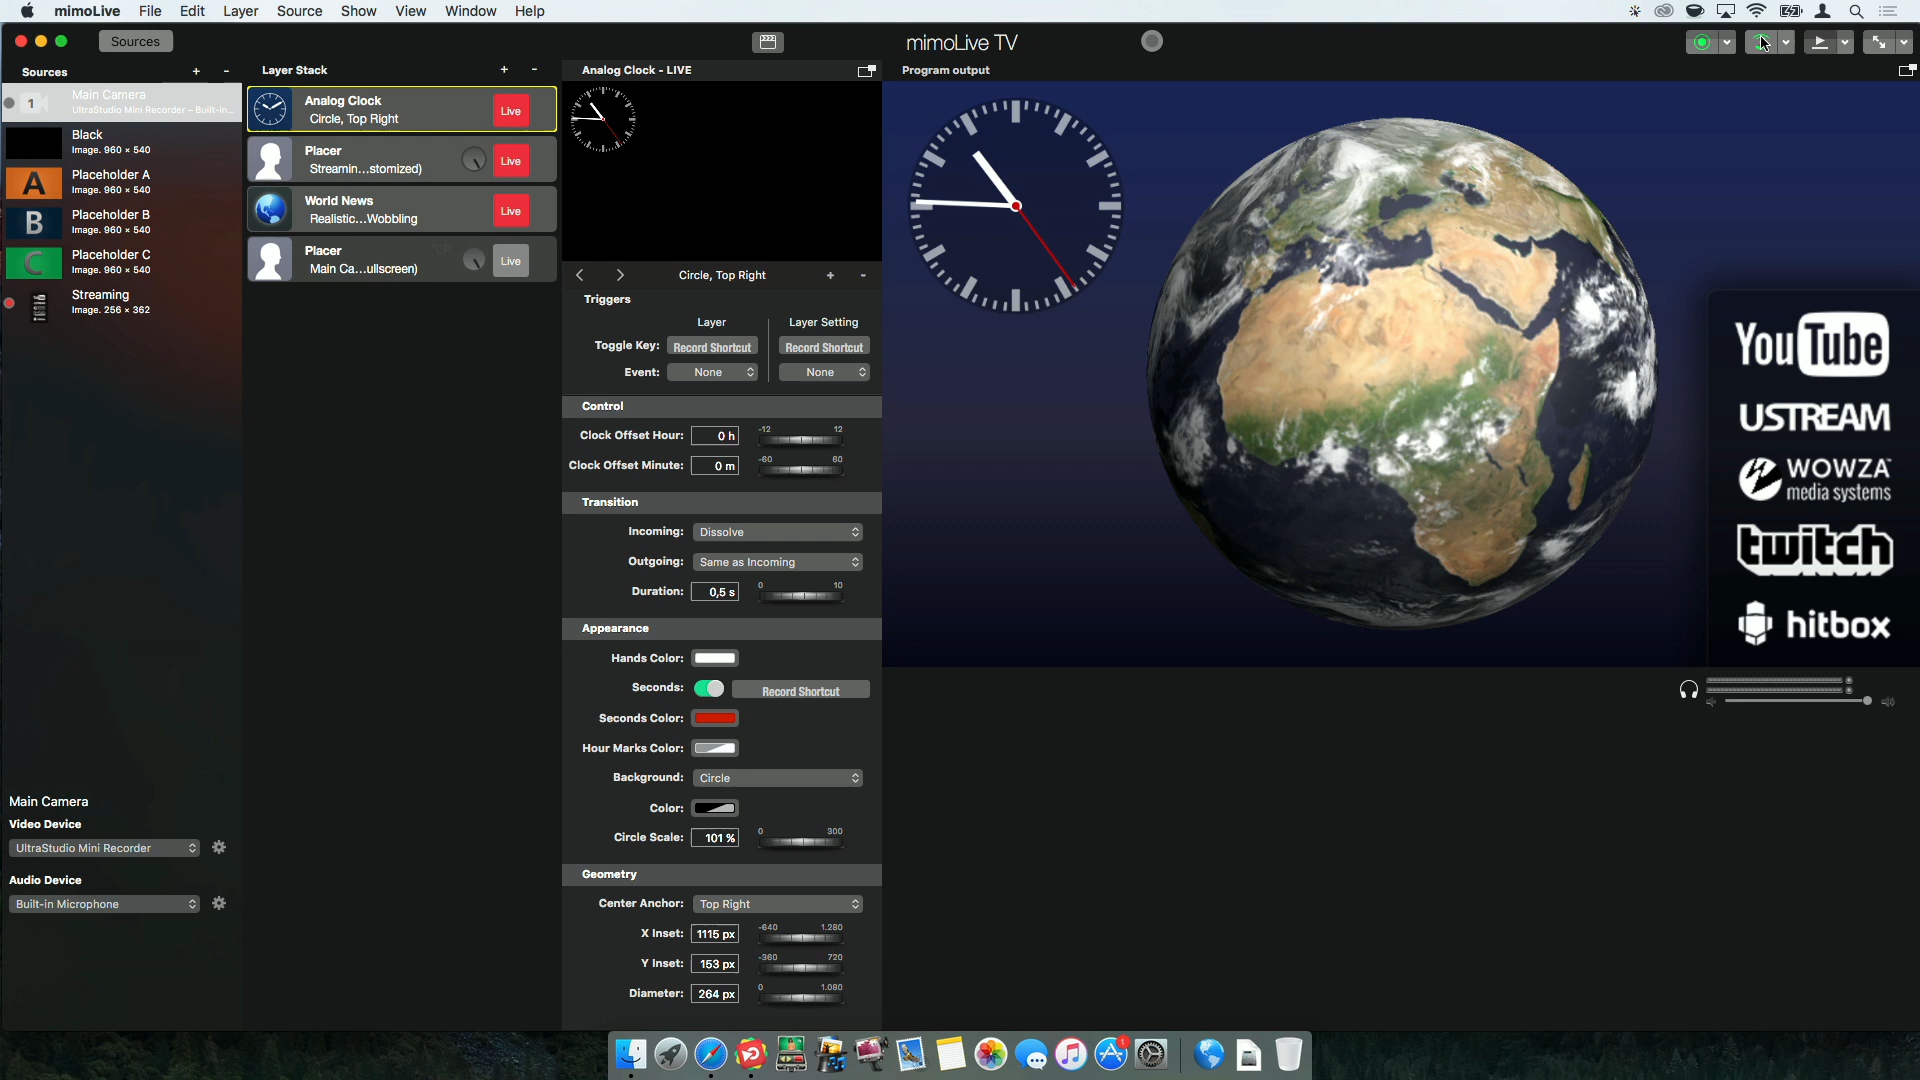 mimoLive File Edit Layer Source Show View Window Help
Sources
mimoLive TV
Sources + -
Layer Stack + -
Analog Clock - LIVE
Program output
1
Main Camera
UltraStudio Mini Recorder – Built-in...
Black
Image. 960 × 540
A
Placeholder A
Image. 960 × 540
B
Placeholder B
Image. 960 × 540
C
Placeholder C
Image. 960 × 540
Streaming
Image. 256 × 362
Analog Clock
Circle, Top Right
Live
Placer
Streamin...stomized)
Live
World News
Realistic...Wobbling
Live
Placer
Main Ca...ullscreen)
Live
Circle, Top Right + -
Triggers
Layer Layer Setting
Toggle Key: Record Shortcut Record Shortcut
Event: None None
Control
Clock Offset Hour: 0 h -12 12
Clock Offset Minute: 0 m -60 60
Transition
Incoming: Dissolve
Outgoing: Same as Incoming
Duration: 0,5 s 0 10
Appearance
Hands Color:
Seconds: Record Shortcut
Seconds Color:
Hour Marks Color:
Background: Circle
Color:
Circle Scale: 101 % 0 300
Geometry
Center Anchor: Top Right
X Inset: 1115 px -640 1.280
Y Inset: 153 px -360 720
Diameter: 264 px 0 1.080
Main Camera
Video Device
UltraStudio Mini Recorder
Audio Device
Built-in Microphone
YouTube
USTREAM
WOWZA™
media systems
twitch
hitbox
1